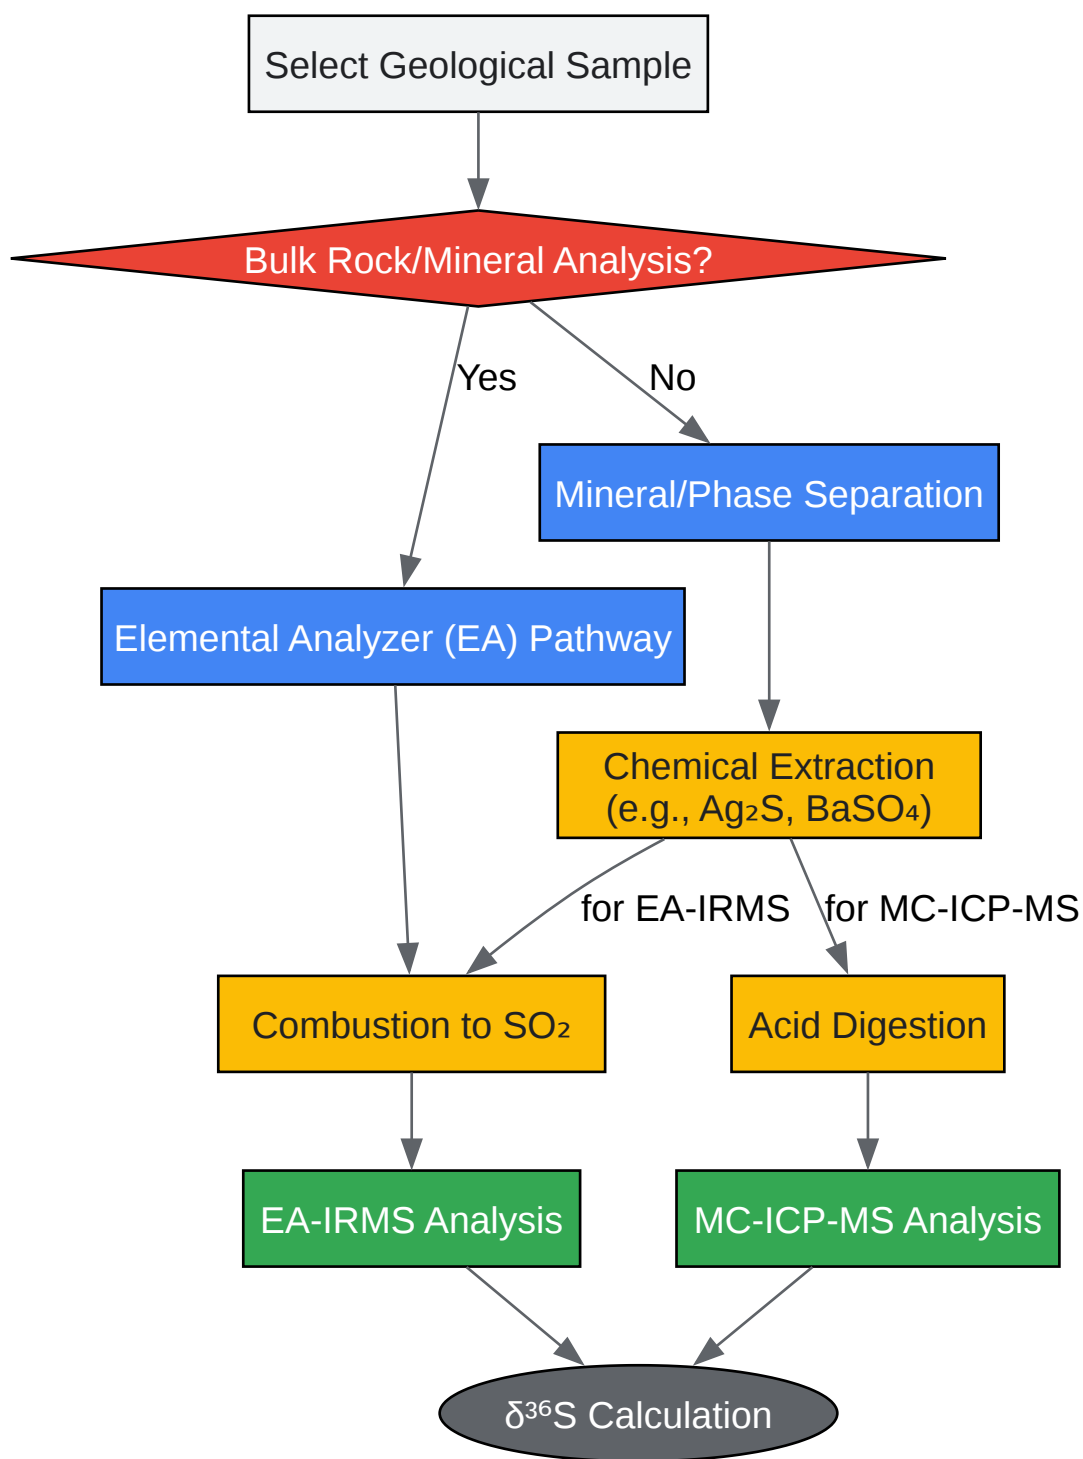 Select Geological Sample
Bulk Rock/Mineral Analysis?
Yes
No
Mineral/Phase Separation
Elemental Analyzer (EA) Pathway
Chemical Extraction
(e.g., Ag₂S, BaSO₄)
for EA-IRMS
for MC-ICP-MS
Combustion to SO₂
Acid Digestion
EA-IRMS Analysis
MC-ICP-MS Analysis
δ³⁶S Calculation